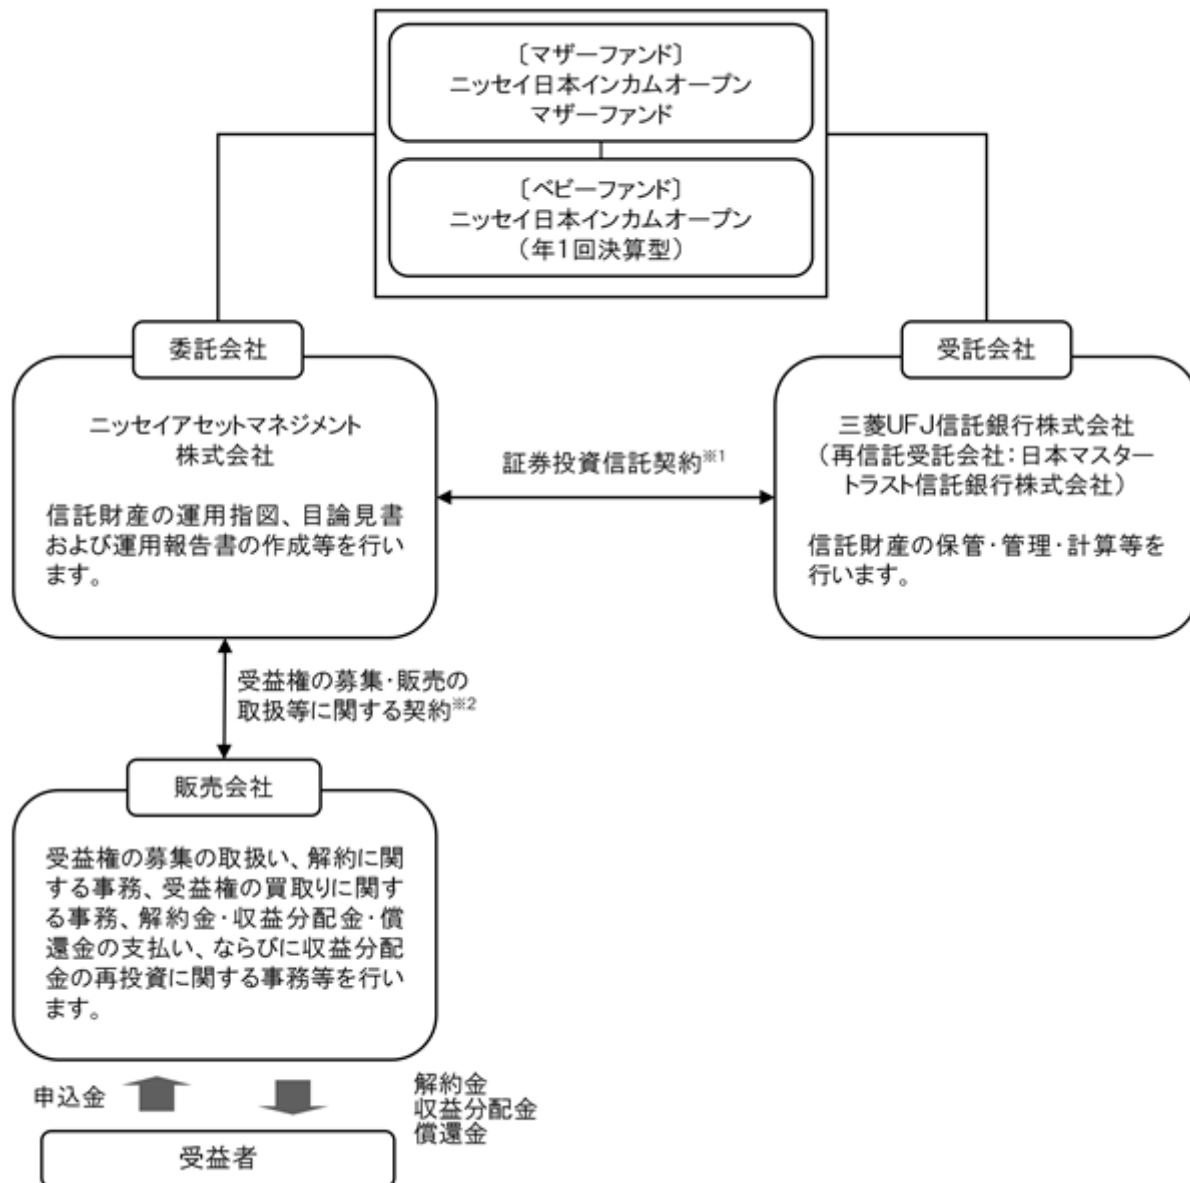 〔マザーファンド〕
ニッセイ日本インカムオープン
マザーファンド
〔ベビーファンド〕
ニッセイ日本インカムオープン
（年1回決算型）
委託会社
受託会社
ニッセイアセットマネジメント
株式会社
信託財産の運用指図、目論見書
および運用報告書の作成等を行い
ます。
証券投資信託契約※1
三菱UFJ信託銀行株式会社
（再信託受託会社：日本マスター
トラスト信託銀行株式会社）
信託財産の保管・管理・計算等を
行います。
受益権の募集・販売の
取扱等に関する契約※2
販売会社
受益権の募集の取扱い、解約に関
する事務、受益権の買取りに関す
る事務、解約金・収益分配金・償
還金の支払い、ならびに収益分配
金の再投資に関する事務等を行い
ます。
申込金
解約金
収益分配金
償還金
受益者